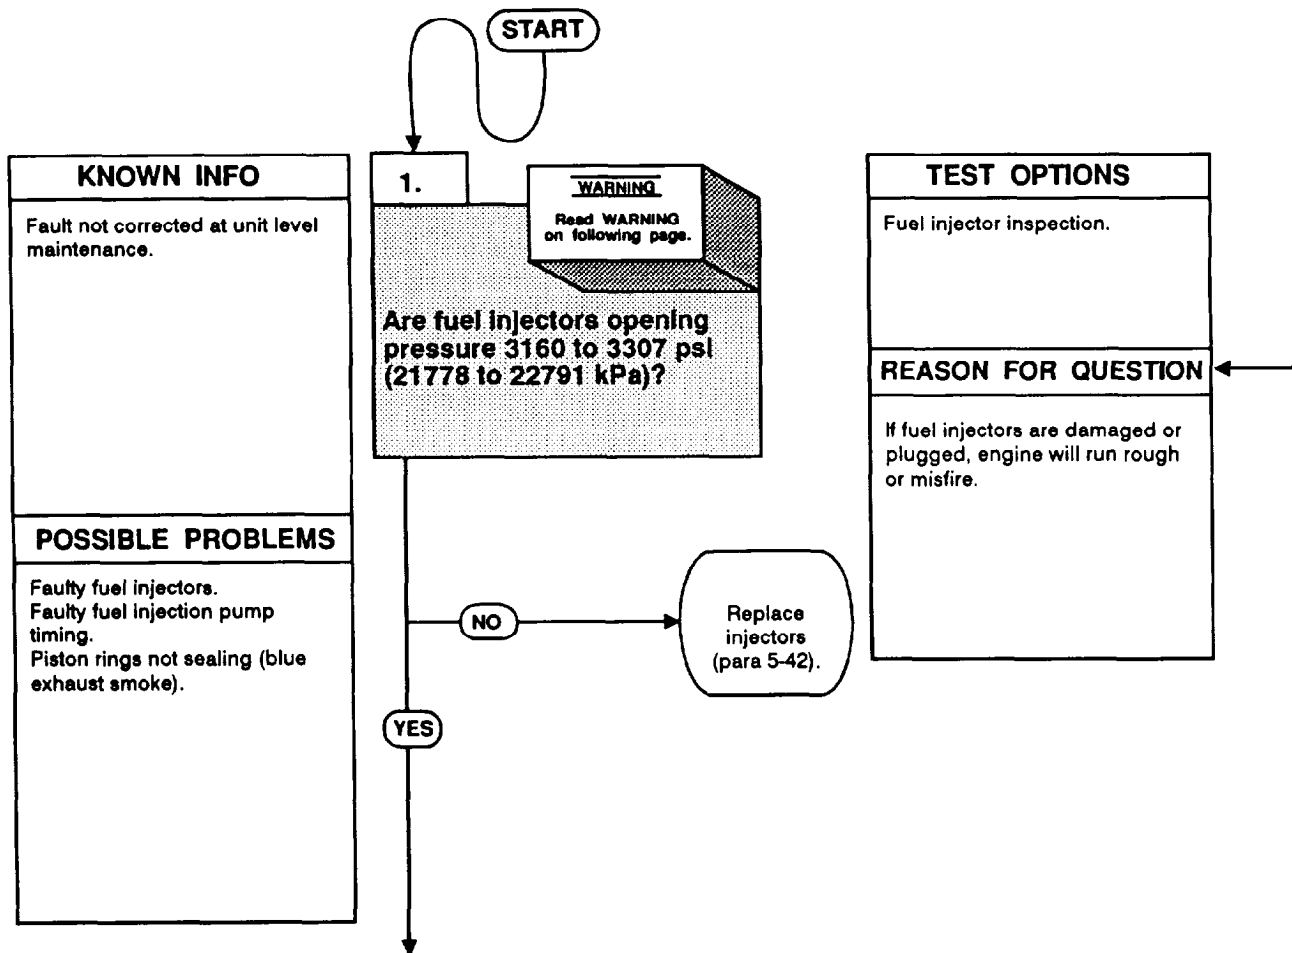 START
KNOWN INFO
Fault not corrected at unit level
maintenance.
POSSIBLE PROBLEMS
Faulty fuel injectors.
Faulty fuel injection pump
timing.
Piston rings not sealing (blue
exhaust smoke).
1.
WARNING
Read WARNING
on following page.
Are fuel injectors opening
pressure 3160 to 3307 psi
(21778 to 22791 kPa)?
NO
Replace
injectors
(para 5-42).
YES
TEST OPTIONS
Fuel injector inspection.
REASON FOR QUESTION
If fuel injectors are damaged or
plugged, engine will run rough
or misfire.